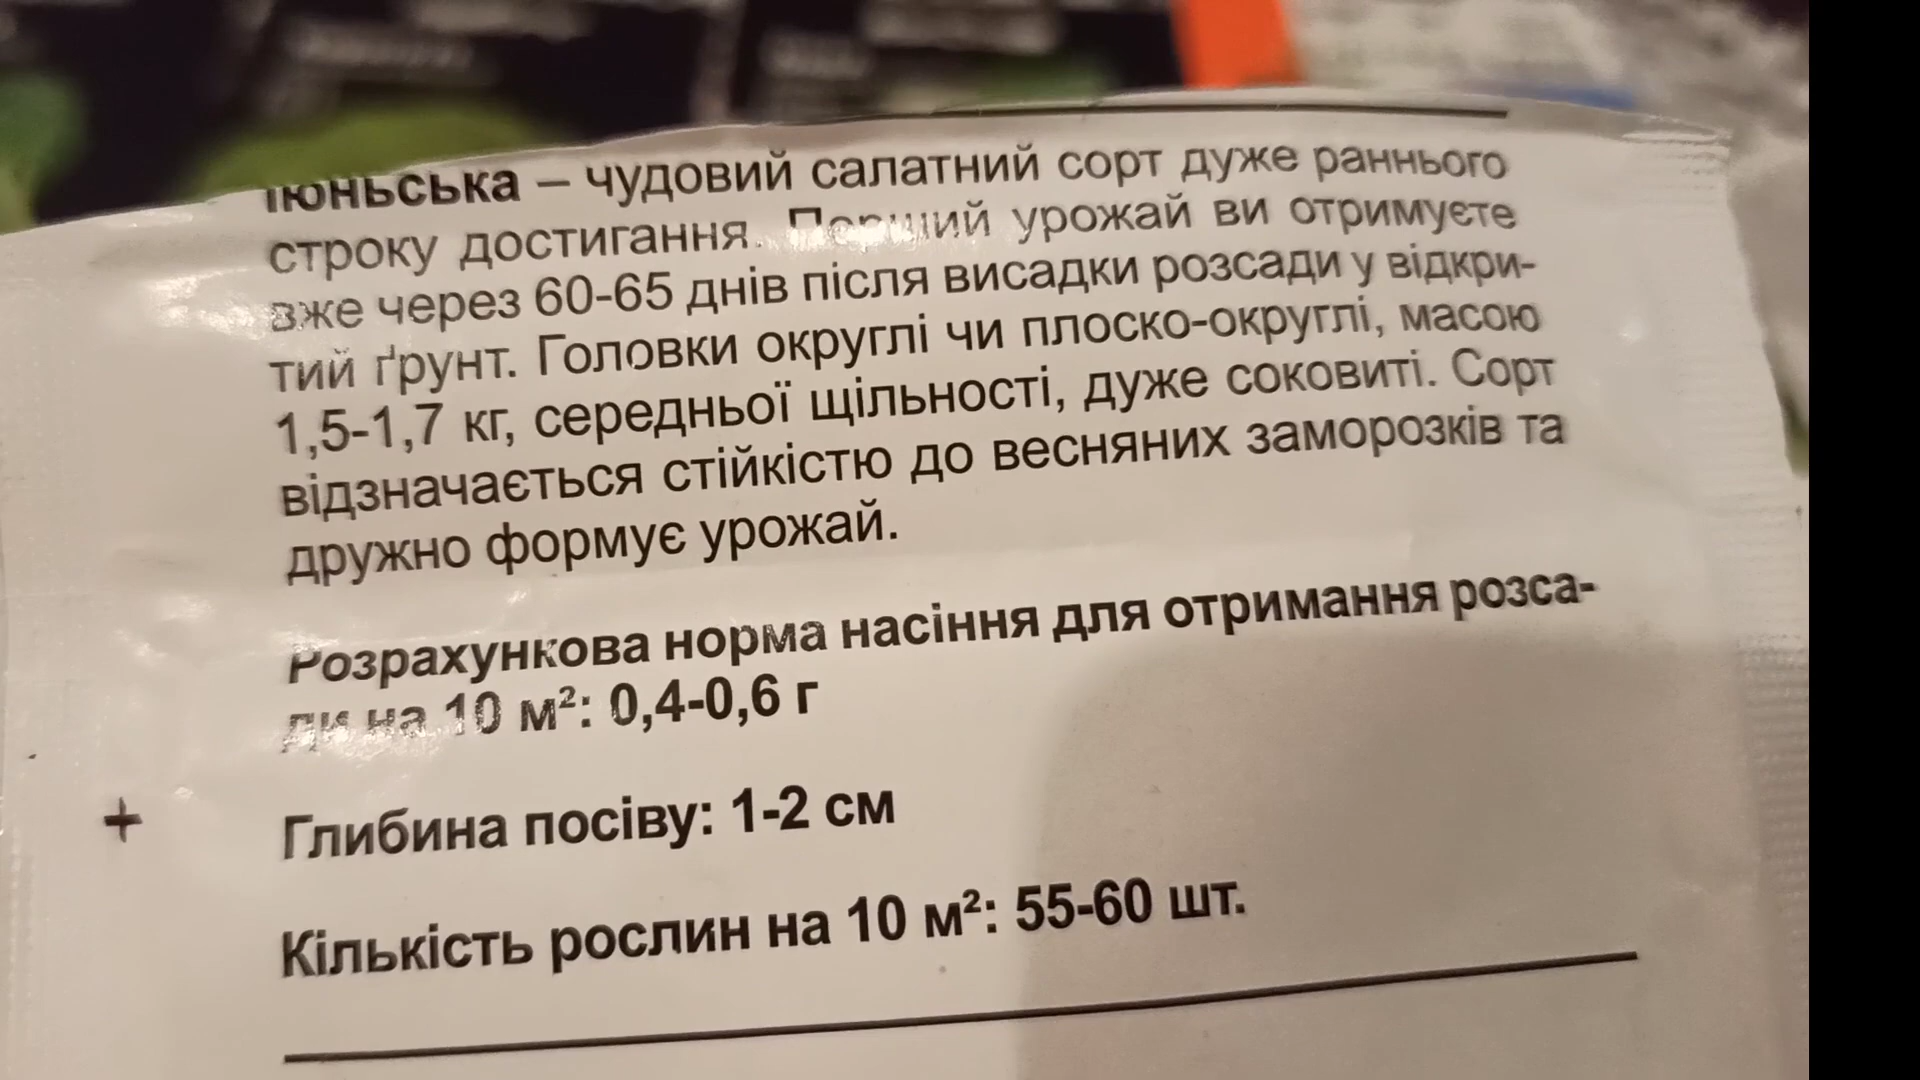 Іюньська – чудовий салатний сорт дуже раннього
строку достигання. Перший урожай ви отримуєте
вже через 60-65 днів після висадки розсади у відкри-
тий ґрунт. Головки округлі чи плоско-округлі, масою
1,5-1,7 кг, середньої щільності, дуже соковиті. Сорт
відзначається стійкістю до весняних заморозків та
дружно формує урожай.
Розрахункова норма насіння для отримання розса-
ди на 10 м²: 0,4-0,6 г
+
Глибина посіву: 1-2 см
Кількість рослин на 10 м²: 55-60 шт.